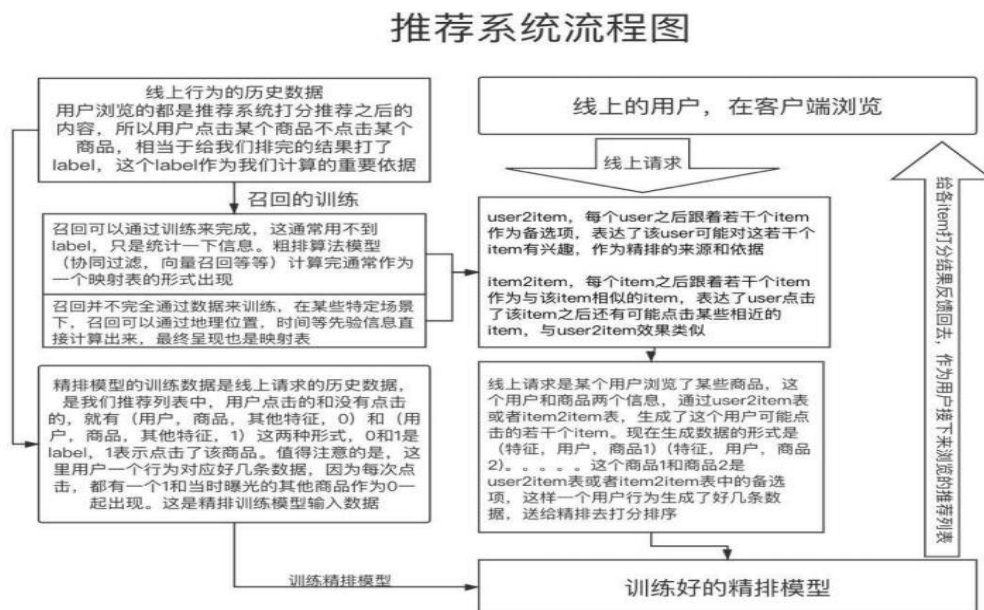 推荐系统流程图
线上行为的历史数据
用户浏览的都是推荐系统打分推荐之后的
内容，所以用户点击某个商品不点击某个
商品，相当于给我们排完的结果打了
label，这个label作为我们计算的重要依据
召回的训练
召回可以通过训练来完成，这通常用不到
label，只是统计一下信息。粗排算法模型
（协同过滤，向量召回等等）计算完通常作为
一个映射表的形式出现
召回并不完全通过数据来训练，在某些特定场景
下，召回可以通过地理位置，时间等先验信息直
接计算出来，最终呈现也是映射表
精排模型的训练数据是线上请求的历史数据，
是我们推荐列表中，用户点击的和没有点击
的，就有（用户，商品，其他特征，0）和（用
户，商品，其他特征，1）这两种形式，0和1是
label，1表示点击了该商品。值得注意的是，这
里用户一个行为对应好几条数据，因为每次点
击，都有一个1和当时曝光的其他商品作为0一
起出现。这是精排训练模型输入数据
训练精排模型
线上的用户，在客户端浏览
线上请求
user2item，每个user之后跟着若干个item
作为备选项，表达了该user可能对这若干个
item有兴趣，作为精排的来源和依据
item2item，每个item之后跟着若干个item
作为与该item相似的item，表达了user点击
了该item之后还有可能点击某些相近的
item，与user2item效果类似
线上请求是某个用户浏览了某些商品，这
个用户和商品两个信息，通过user2item表
或者item2item表，生成了这个用户可能点
击的若干个item。现在生成数据的形式是
（特征，用户，商品1）（特征，用户，商品
2）。。。。。这个商品1和商品2是
user2item表或者item2item表中的备选
项，这样一个用户行为生成了好几条数
据，送给精排去打分排序
训练好的精排模型
给各item打分结果反馈回去，作为用户接下来浏览的推荐列表